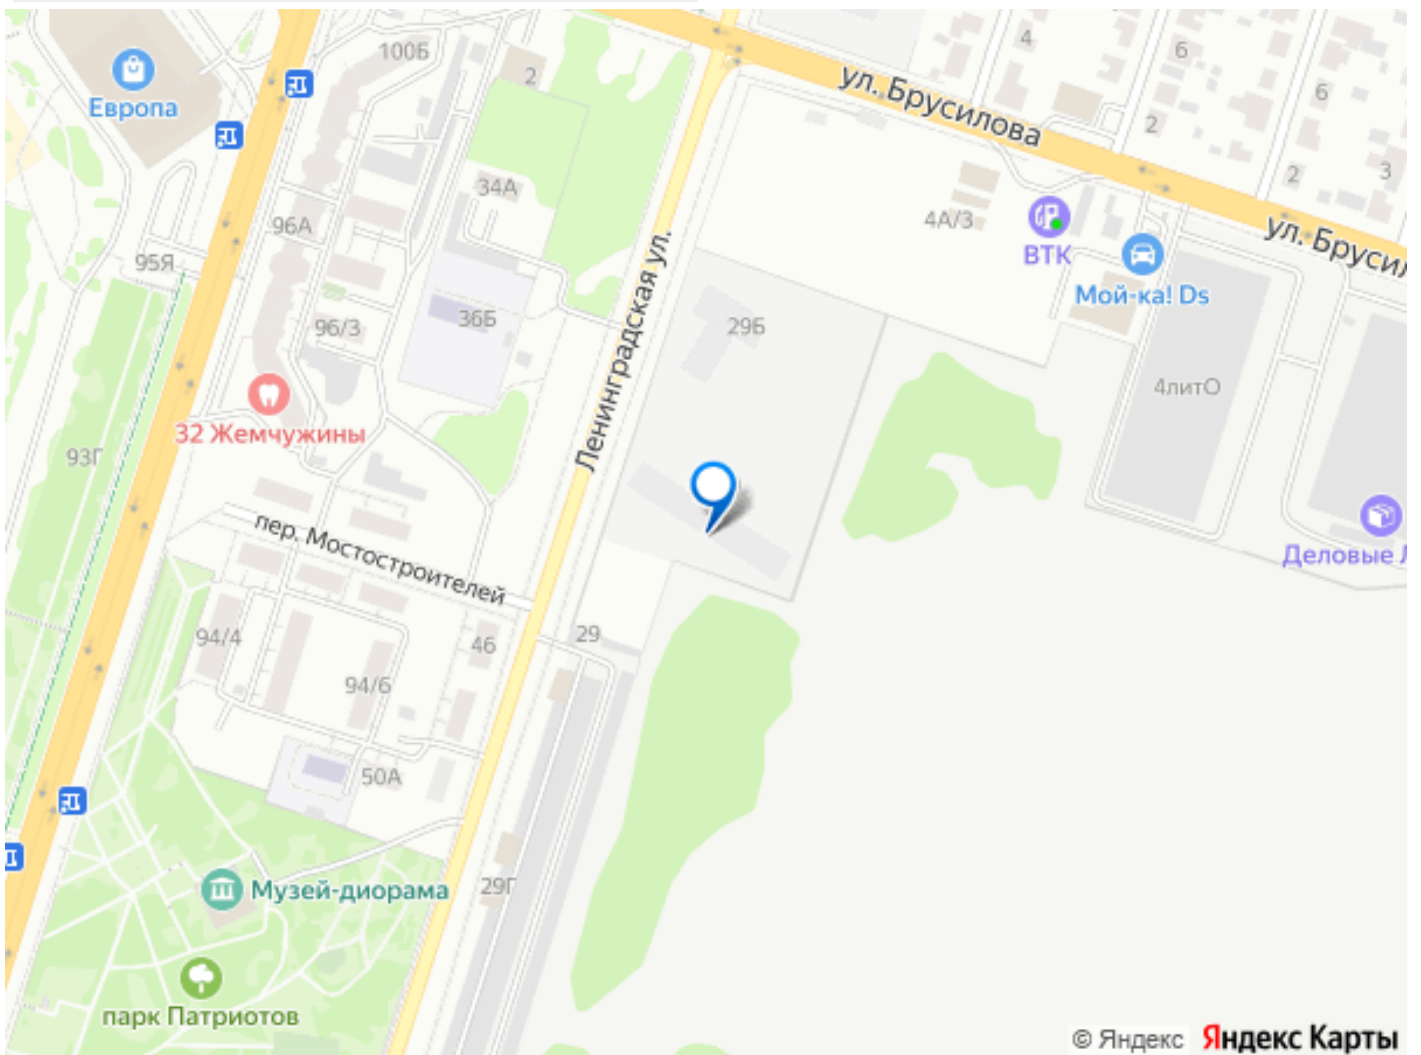 100Б
2
4
6
6
ул. Брусилова
Европа
2
34А
3
2
96А
4А/3
ВТК
ул. Брусил
95Я
Мой-ка! Ds
36Б
96/3
29Б
Ленинградская ул.
4литО
32 Жемчужины
93Г
пер. Мостостроителей
Деловые Л
94/4
29
46
94/6
50А
29Г
Музей-диорама
парк Патриотов
© Яндекс Яндекс Карты